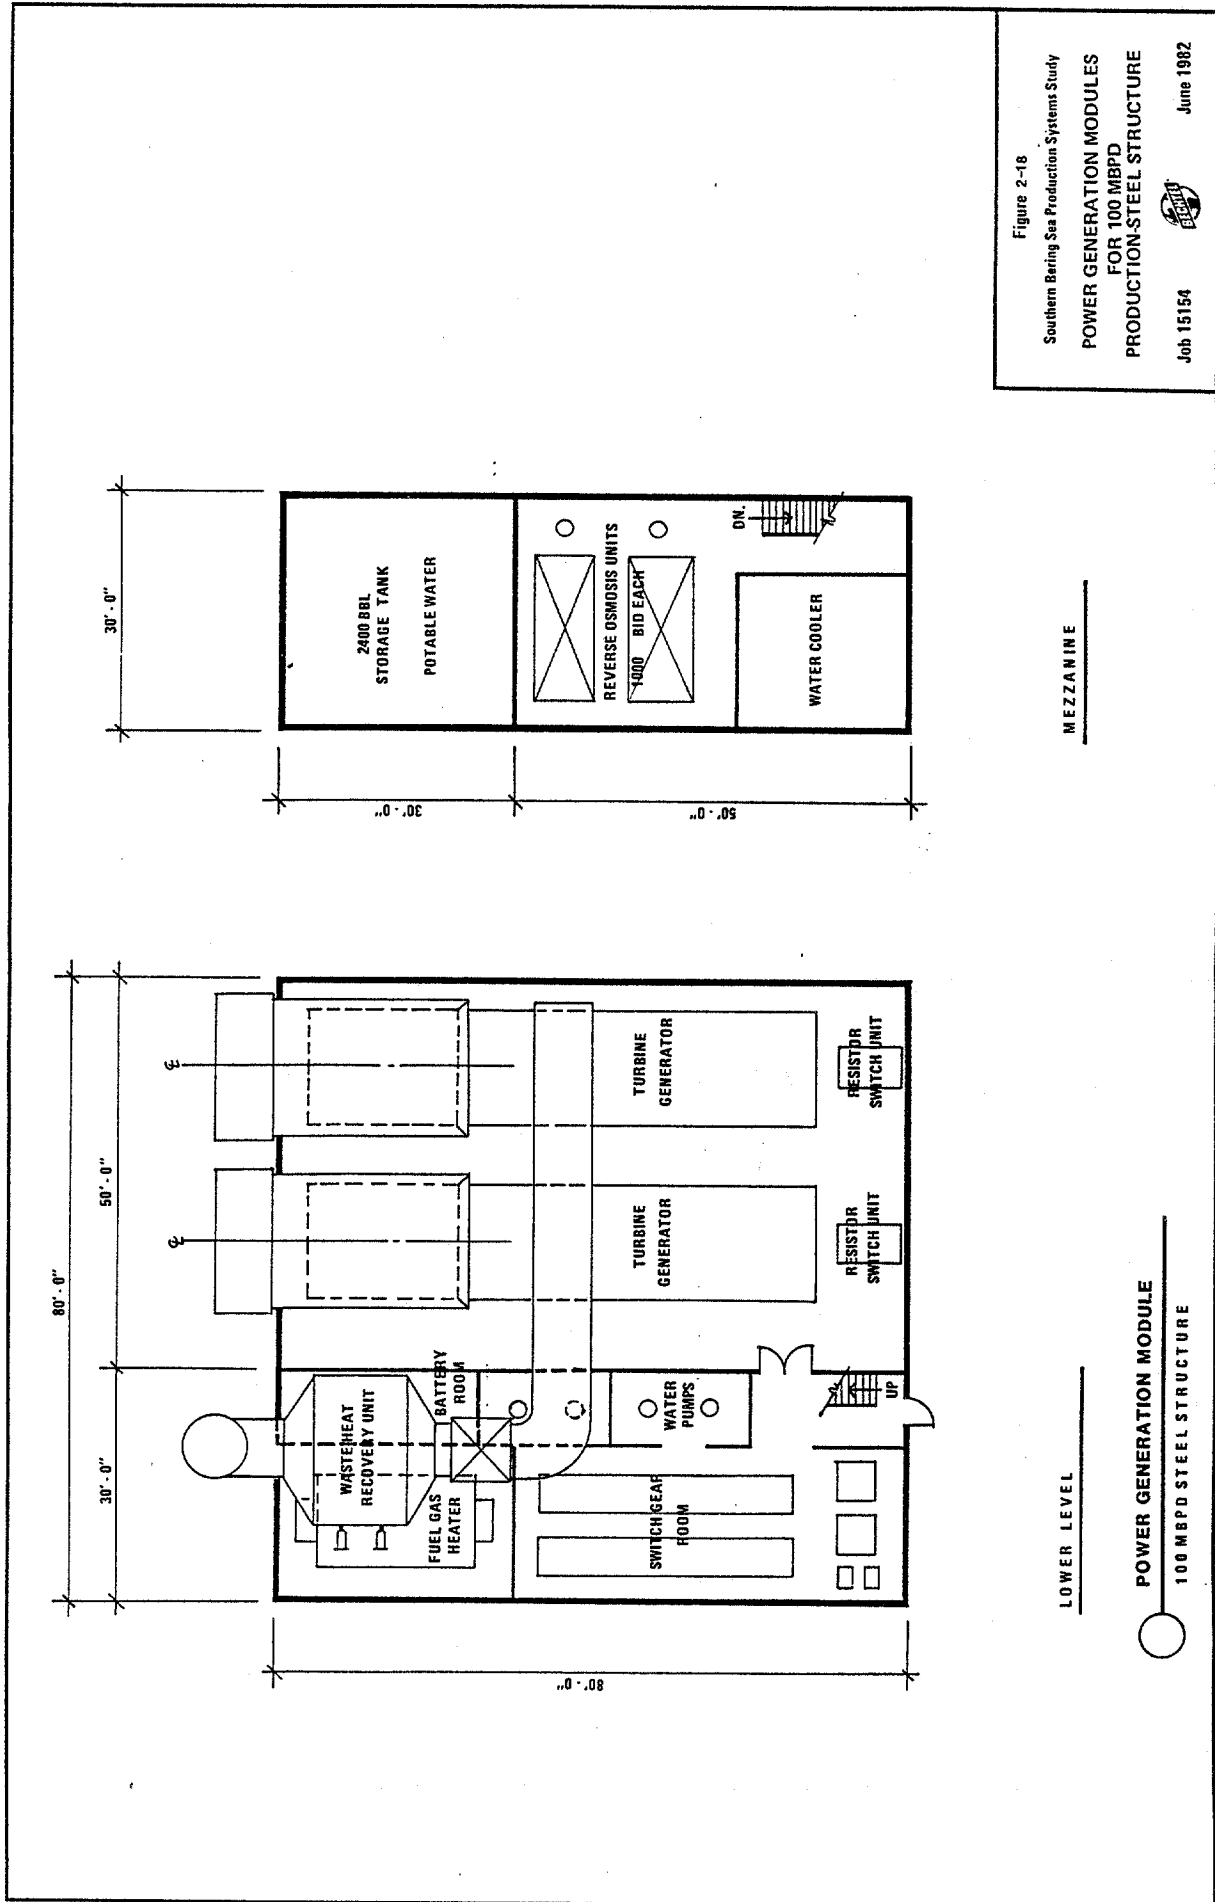 80'-0"
30'-0"
50'-0"
30'-0"
80'-0"
30'-0"
50'-0"
℄
℄
WASTE HEAT
RECOVERY UNIT
FUEL GAS
HEATER
BATTERY
ROOM
SWITCH GEAR
ROOM
WATER
PUMPS
UP
TURBINE
GENERATOR
TURBINE
GENERATOR
RESISTOR
SWITCH UNIT
RESISTOR
SWITCH UNIT
2400 BBL
STORAGE TANK
POTABLE WATER
REVERSE OSMOSIS UNITS
1000 BID EACH
WATER COOLER
DN.
LOWER LEVEL
MEZZANINE
POWER GENERATION MODULE
100 MBPD STEEL STRUCTURE
Figure 2-18
Southern Bering Sea Production Systems Study
POWER GENERATION MODULES
FOR 100 MBPD
PRODUCTION-STEEL STRUCTURE
Job 15154
BECHTEL
June 1982